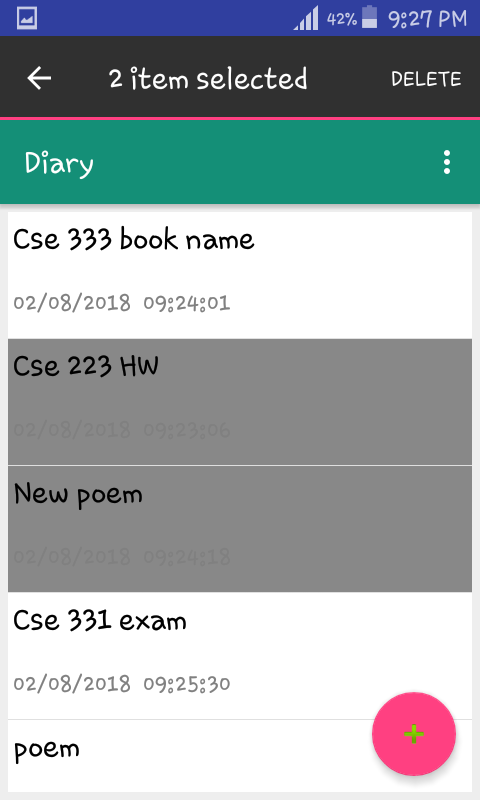 42% 9:27 PM
2 item selected DELETE
Diary
Cse 333 book name
02/08/2018 09:24:01
Cse 223 HW
02/08/2018 09:23:06
New poem
02/08/2018 09:24:18
Cse 331 exam
02/08/2018 09:25:30
poem